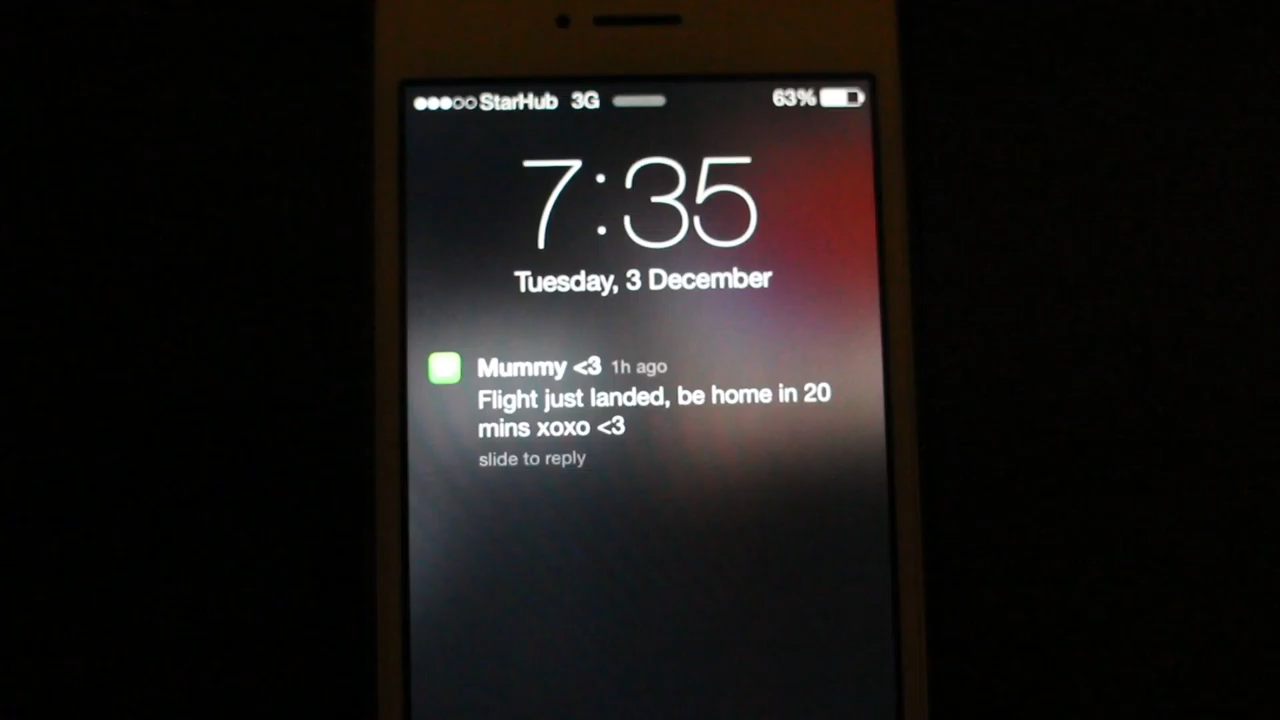 StarHub 3G 63%
7:35
Tuesday, 3 December
Mummy <3 1h ago
Flight just landed, be home in 20
mins xoxo <3
slide to reply